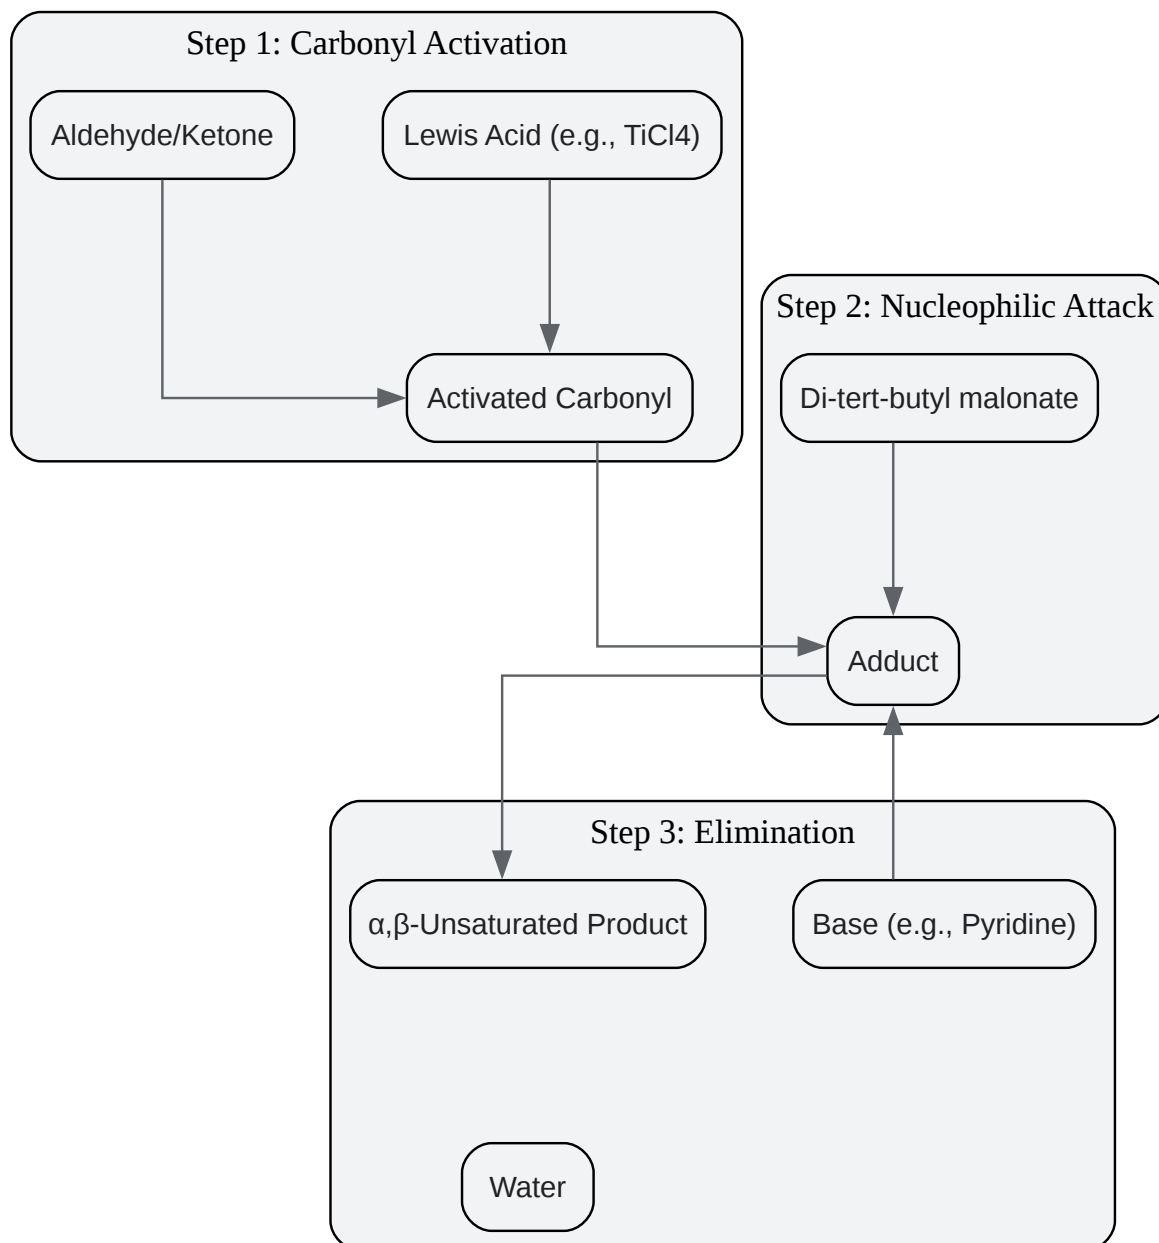 Step 1: Carbonyl Activation
Aldehyde/Ketone
Lewis Acid (e.g., TiCl4)
Activated Carbonyl
Step 2: Nucleophilic Attack
Di-tert-butyl malonate
Adduct
Step 3: Elimination
α,β-Unsaturated Product
Base (e.g., Pyridine)
Water